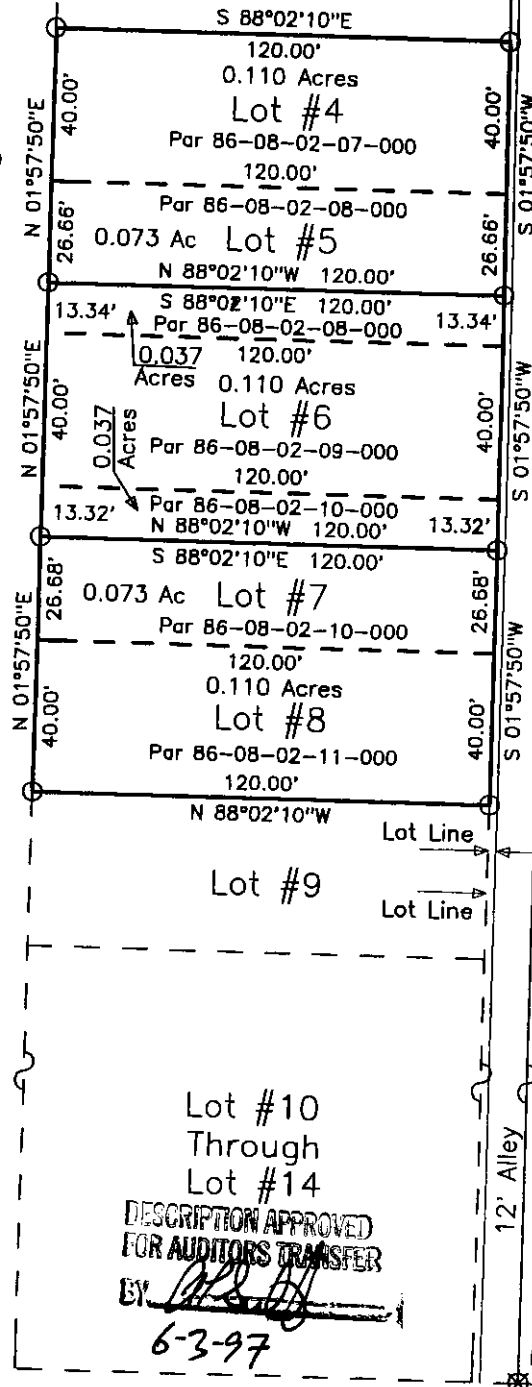 S 88°02'10"E
120.00'
0.110 Acres
Lot #4
Par 86-08-02-07-000
120.00'
N 01°57'50"E
40.00'
40.00'
S 01°57'50"W
Par 86-08-02-08-000
26.66'
0.073 Ac Lot #5
26.66'
N 88°02'10"W 120.00'
S 88°02'10"E 120.00'
13.34'
Par 86-08-02-08-000
13.34'
0.037
Acres
120.00'
0.110 Acres
Lot #6
N 01°57'50"E
40.00'
40.00'
S 01°57'50"W
Par 86-08-02-09-000
0.037
Acres
120.00'
Par 86-08-02-10-000
13.32'
N 88°02'10"W 120.00'
13.32'
S 88°02'10"E 120.00'
26.68'
0.073 Ac Lot #7
26.68'
Par 86-08-02-10-000
N 01°57'50"E
S 01°57'50"W
120.00'
0.110 Acres
Lot #8
40.00'
40.00'
Par 86-08-02-11-000
120.00'
N 88°02'10"W
Lot Line
Lot #9
Lot Line
Lot #10
Through
Lot #14
12' Alley
DESCRIPTION APPROVED
FOR AUDITORS TRANSFER
BY
6-3-97